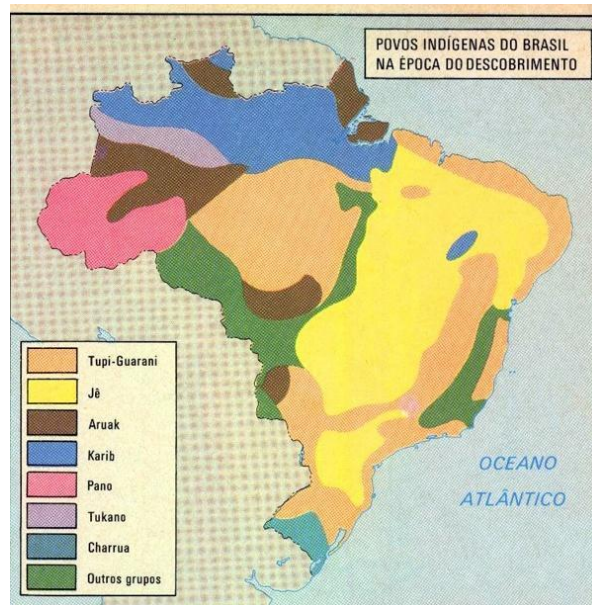 POVOS INDÍGENAS DO BRASIL
NA ÉPOCA DO DESCOBRIMENTO
OCEANO
ATLÂNTICO
Tupi-Guarani
Jê
Aruak
Karib
Pano
Tukano
Charrua
Outros grupos